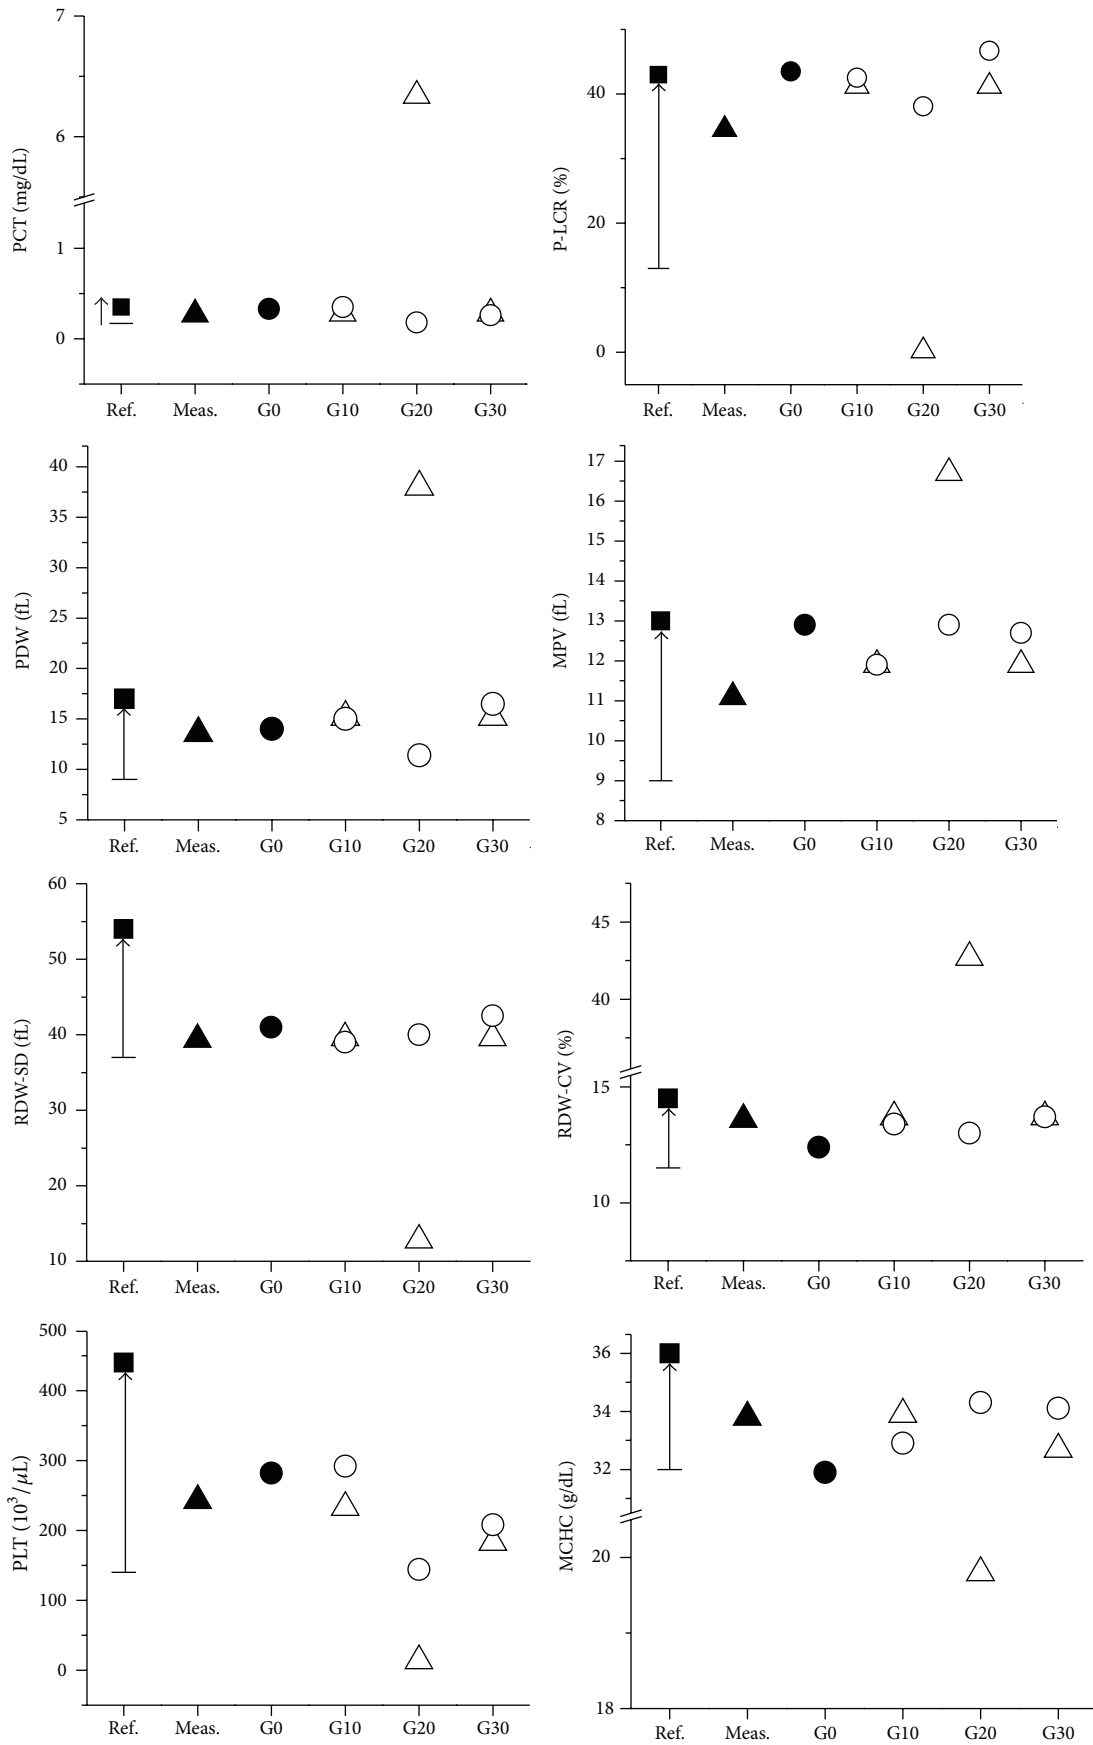 7
6
1
0
PCT (mg/dL)
Ref. Meas. G0 G10 G20 G30
40
20
0
P-LCR (%)
Ref. Meas. G0 G10 G20 G30
40
35
30
25
20
15
10
5
PDW (fL)
Ref. Meas. G0 G10 G20 G30
17
16
15
14
13
12
11
10
9
8
MPV (fL)
Ref. Meas. G0 G10 G20 G30
60
50
40
30
20
10
RDW-SD (fL)
Ref. Meas. G0 G10 G20 G30
45
40
15
10
RDW-CV (%)
Ref. Meas. G0 G10 G20 G30
500
400
300
200
100
0
PLT (10³/μL)
Ref. Meas. G0 G10 G20 G30
36
34
32
20
18
MCHC (g/dL)
Ref. Meas. G0 G10 G20 G30